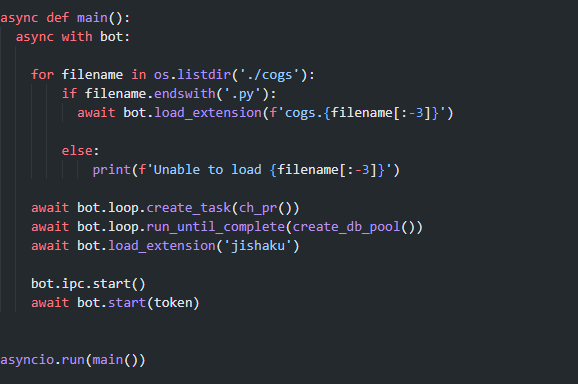 async def main():
  async with bot:

    for filename in os.listdir('./cogs'):
        if filename.endswith('.py'):
          await bot.load_extension(f'cogs.{filename[:-3]}')

        else:
            print(f'Unable to load {filename[:-3]}')

    await bot.loop.create_task(ch_pr())
    await bot.loop.run_until_complete(create_db_pool())
    await bot.load_extension('jishaku')

    bot.ipc.start()
    await bot.start(token)


asyncio.run(main())